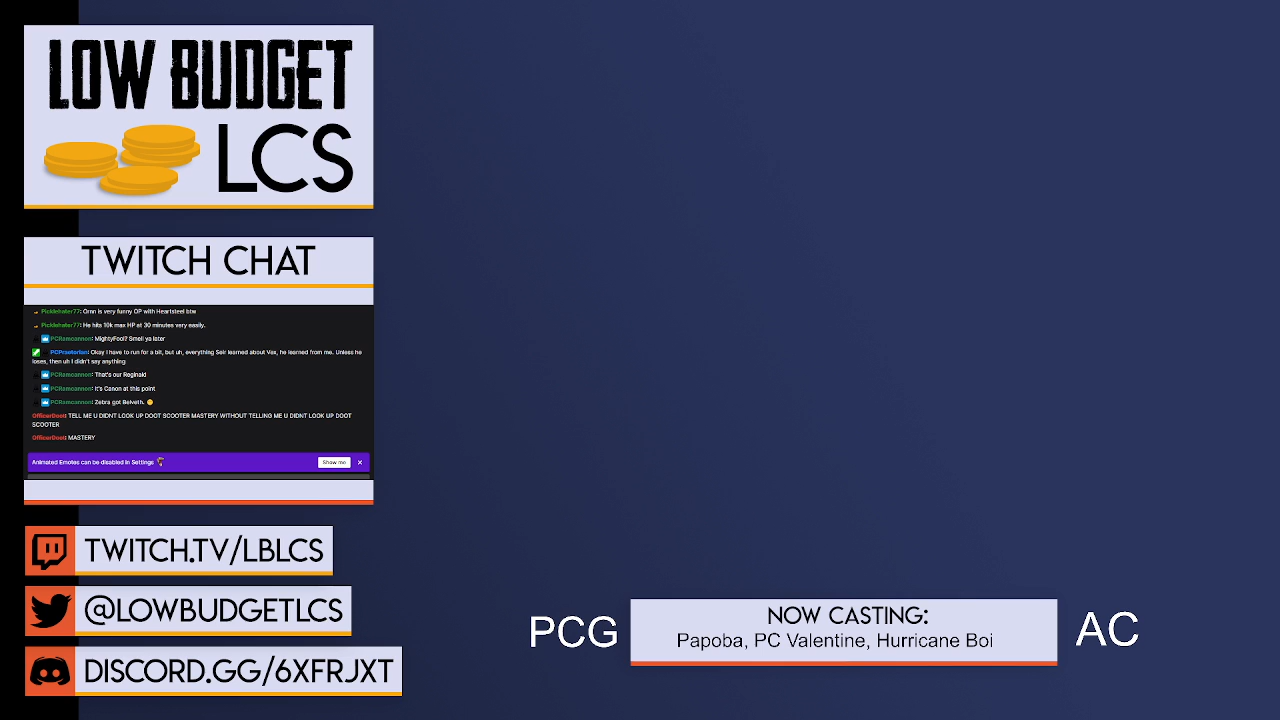 LOW BUDGET
LCS
TWITCH CHAT
Picklehater77: Ornn is very funny OP with Heartsteel btw
Picklehater77: He hits 10k max HP at 30 minutes very easily.
PCRamcannon: MightyFool? Smell ya later
PCPraetorian: Okay I have to run for a bit, but uh, everything Seir learned about Vex, he learned from me. Unless he
loses, then uh I didn't say anything
PCRamcannon: That's our Reginald
PCRamcannon: It's Canon at this point
PCRamcannon: Zebra got Belveth.
OfficerDoot: TELL ME U DIDNT LOOK UP DOOT SCOOTER MASTERY WITHOUT TELLING ME U DIDNT LOOK UP DOOT
SCOOTER
OfficerDoot: MASTERY
Animated Emotes can be disabled in Settings
Show me
TWITCH.TV/LBLCS
@LOWBUDGETLCS
DISCORD.GG/6XFRJXT
PCG
NOW CASTING:
Papoba, PC Valentine, Hurricane Boi
AC